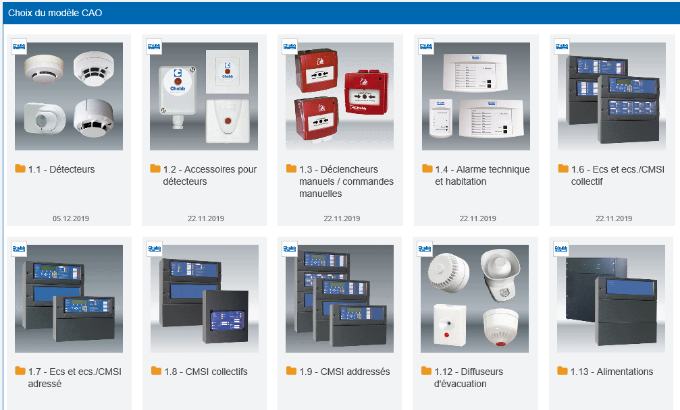 Choix du modèle CAO
1.1 - Détecteurs
05.12.2019
1.2 - Accessoires pour
détecteurs
22.11.2019
1.3 - Déclencheurs
manuels / commandes
manuelles
22.11.2019
1.4 - Alarme technique
et habitation
22.11.2019
1.6 - Ecs et ecs./CMSI
collectif
22.11.2019
1.7 - Ecs et ecs./CMSI
adressé
1.8 - CMSI collectifs
1.9 - CMSI addressés
1.12 - Diffuseurs
d'évacuation
1.13 - Alimentations
Chubb
Chubb